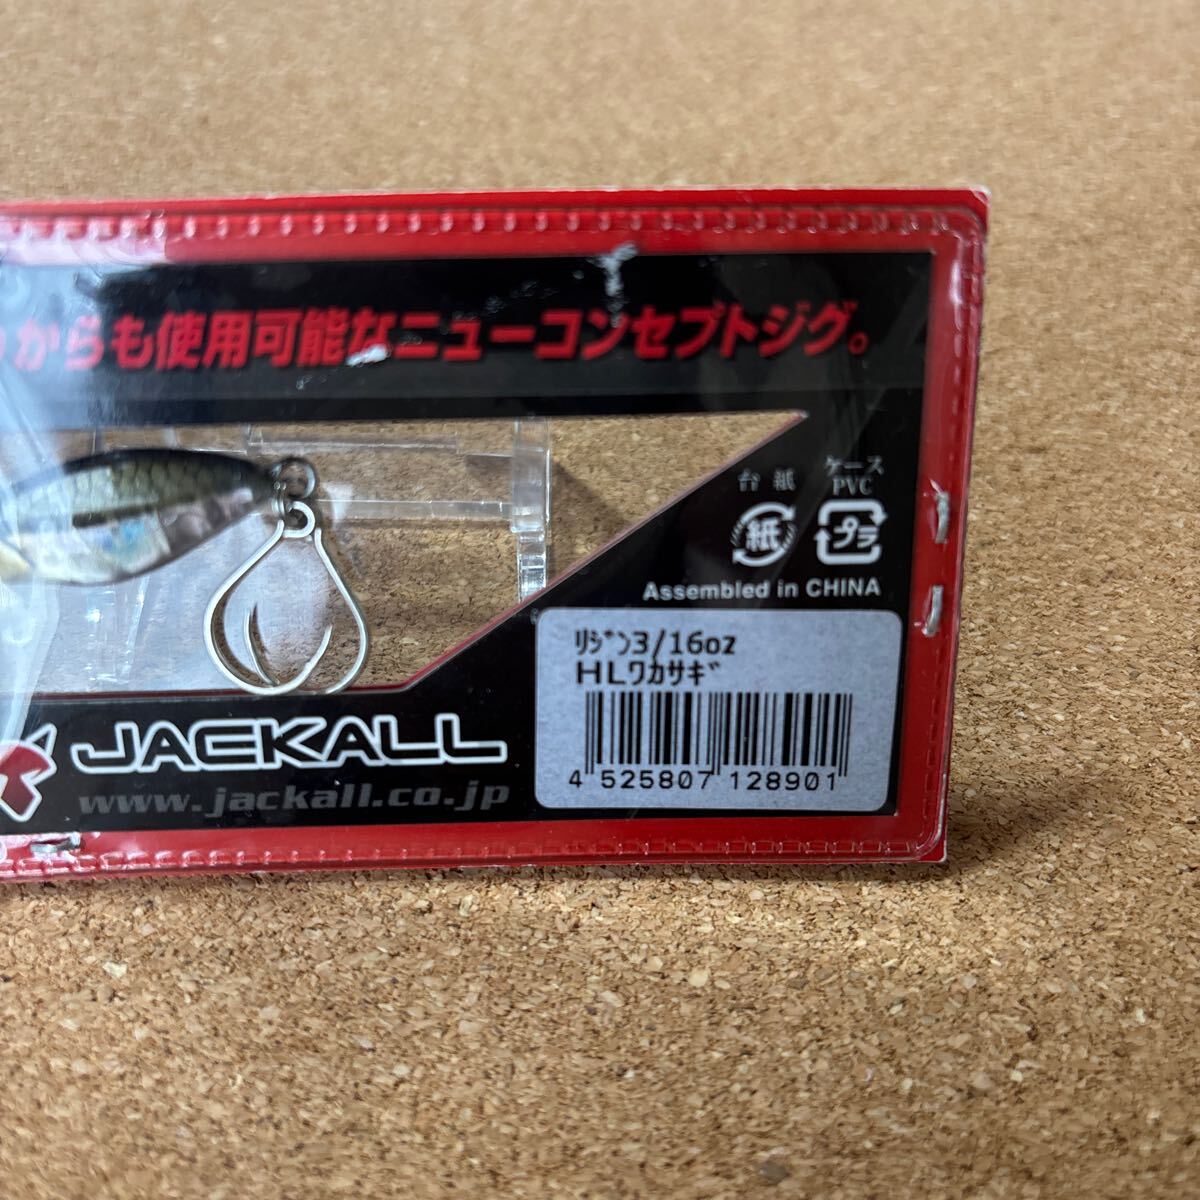 からも使用可能なニューコンセプトジグ。
台紙
ケース
PVC
紙
プラ
Assembled in CHINA
ﾘｼﾞﾝ3/16oz
HLﾜｶｻｷﾞ
4 525807 128901
JACKALL
www.jackall.co.jp